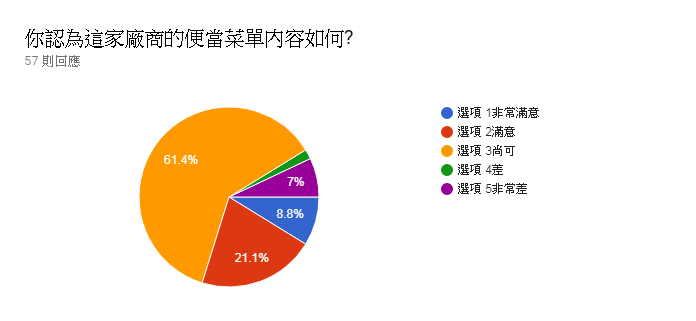 你認為這家廠商的便當菜單內容如何?
57 則回應
61.4%
7%
8.8%
21.1%
選項 1非常滿意
選項 2滿意
選項 3尚可
選項 4差
選項 5非常差